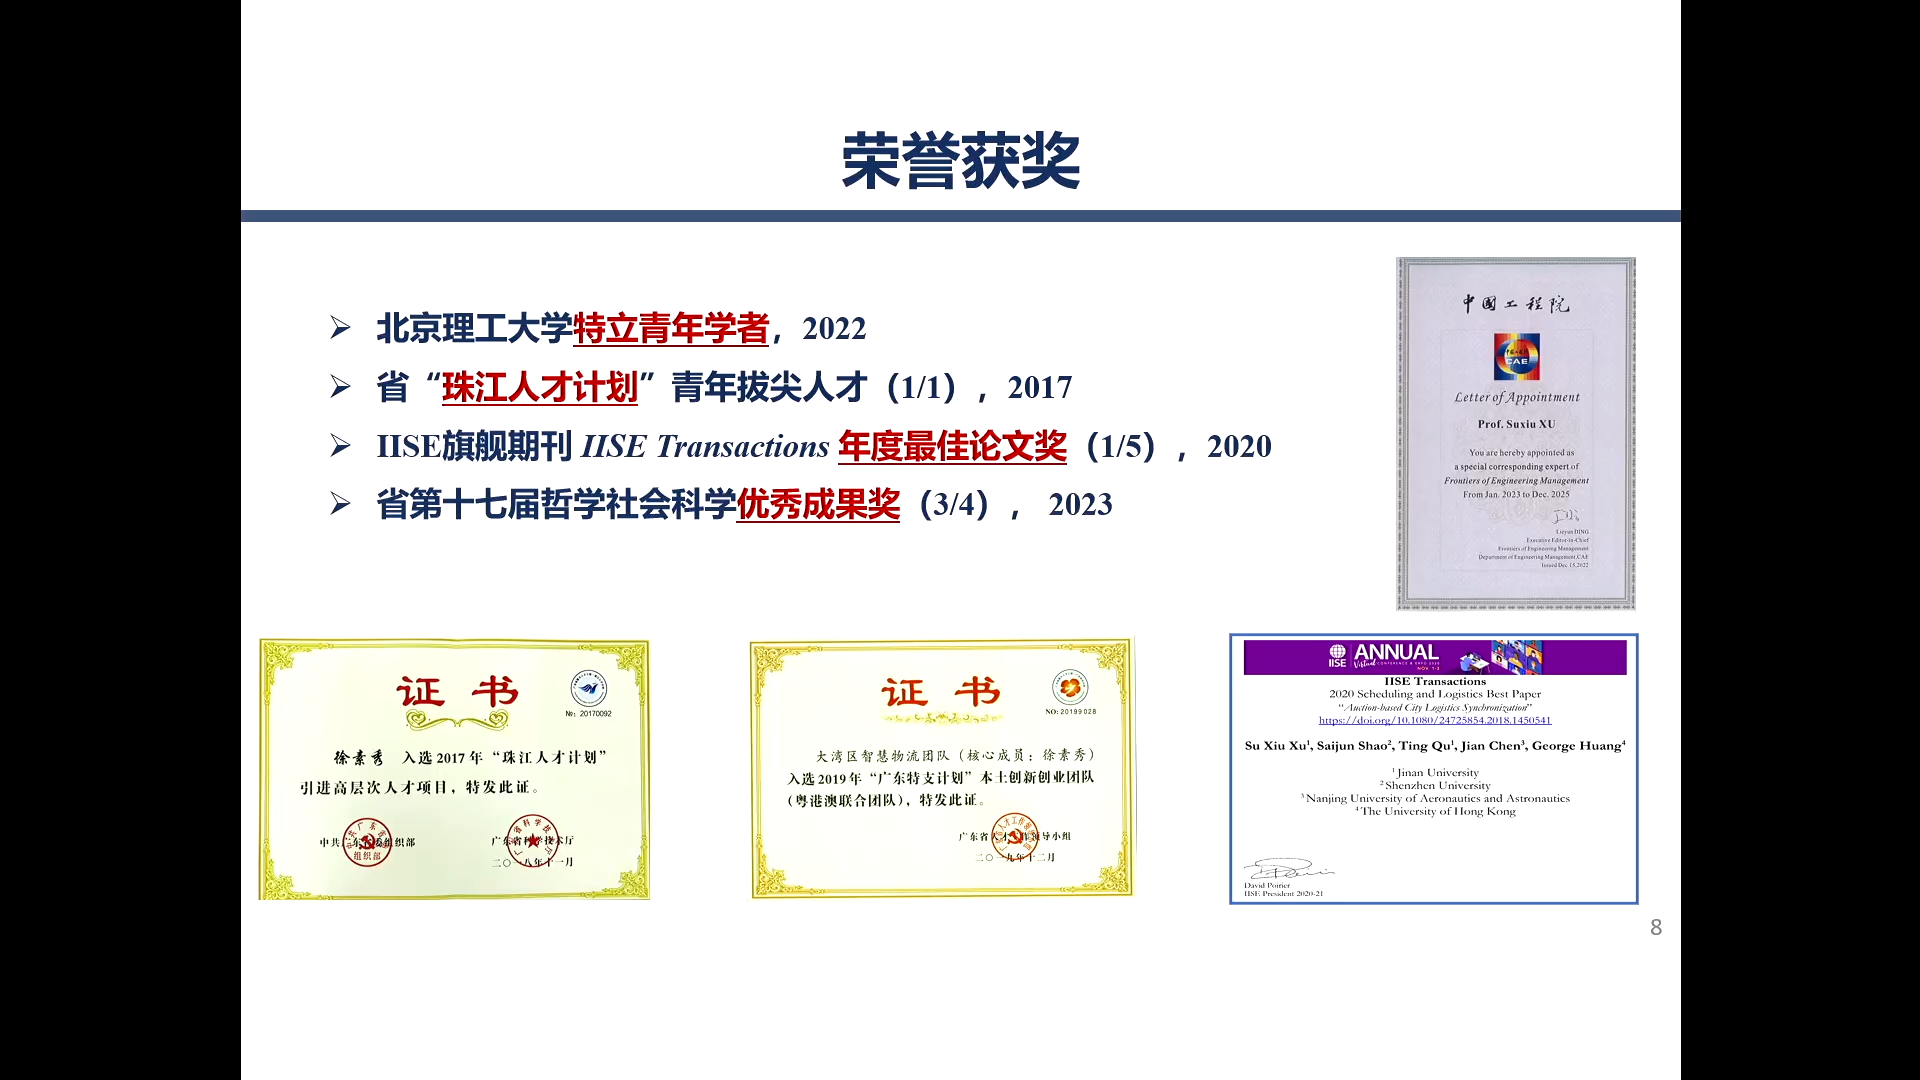 荣誉获奖
➢ 北京理工大学特立青年学者，2022
➢ 省“珠江人才计划”青年拔尖人才（1/1），2017
➢ IISE旗舰期刊 IISE Transactions 年度最佳论文奖（1/5），2020
➢ 省第十七届哲学社会科学优秀成果奖（3/4）， 2023
中国工程院
CAE
Letter of Appointment
Prof. Suxiu XU
You are hereby appointed as
a special corresponding expert of
Frontiers of Engineering Management
From Jan. 2023 to Dec. 2025
Lieyun DING
Executive Editor-in-Chief
Frontiers of Engineering Management
Department of Engineering Management,CAE
Issued Dec 15,2022
证 书
№: 20170092
徐素秀 入选2017年“珠江人才计划”
引进高层次人才项目，特发此证。
中共广东省委组织部
组织部
广东省科学技术厅
二〇一八年十一月
证 书
NO: 20199028
大湾区智慧物流团队（核心成员：徐素秀）
入选2019年“广东特支计划”本土创新创业团队
（粤港澳联合团队），特发此证。
广东省人才工作领导小组
二〇一九年十二月
IISE ANNUAL
Virtual CONFERENCE & EXPO 2020
NOV. 1-3
IISE Transactions
2020 Scheduling and Logistics Best Paper
“Auction-based City Logistics Synchronization”
https://doi.org/10.1080/24725854.2018.1450541
Su Xiu Xu¹, Saijun Shao², Ting Qu¹, Jian Chen³, George Huang⁴
¹ Jinan University
² Shenzhen University
³ Nanjing University of Aeronautics and Astronautics
⁴ The University of Hong Kong
David Poirier
IISE President 2020-21
8